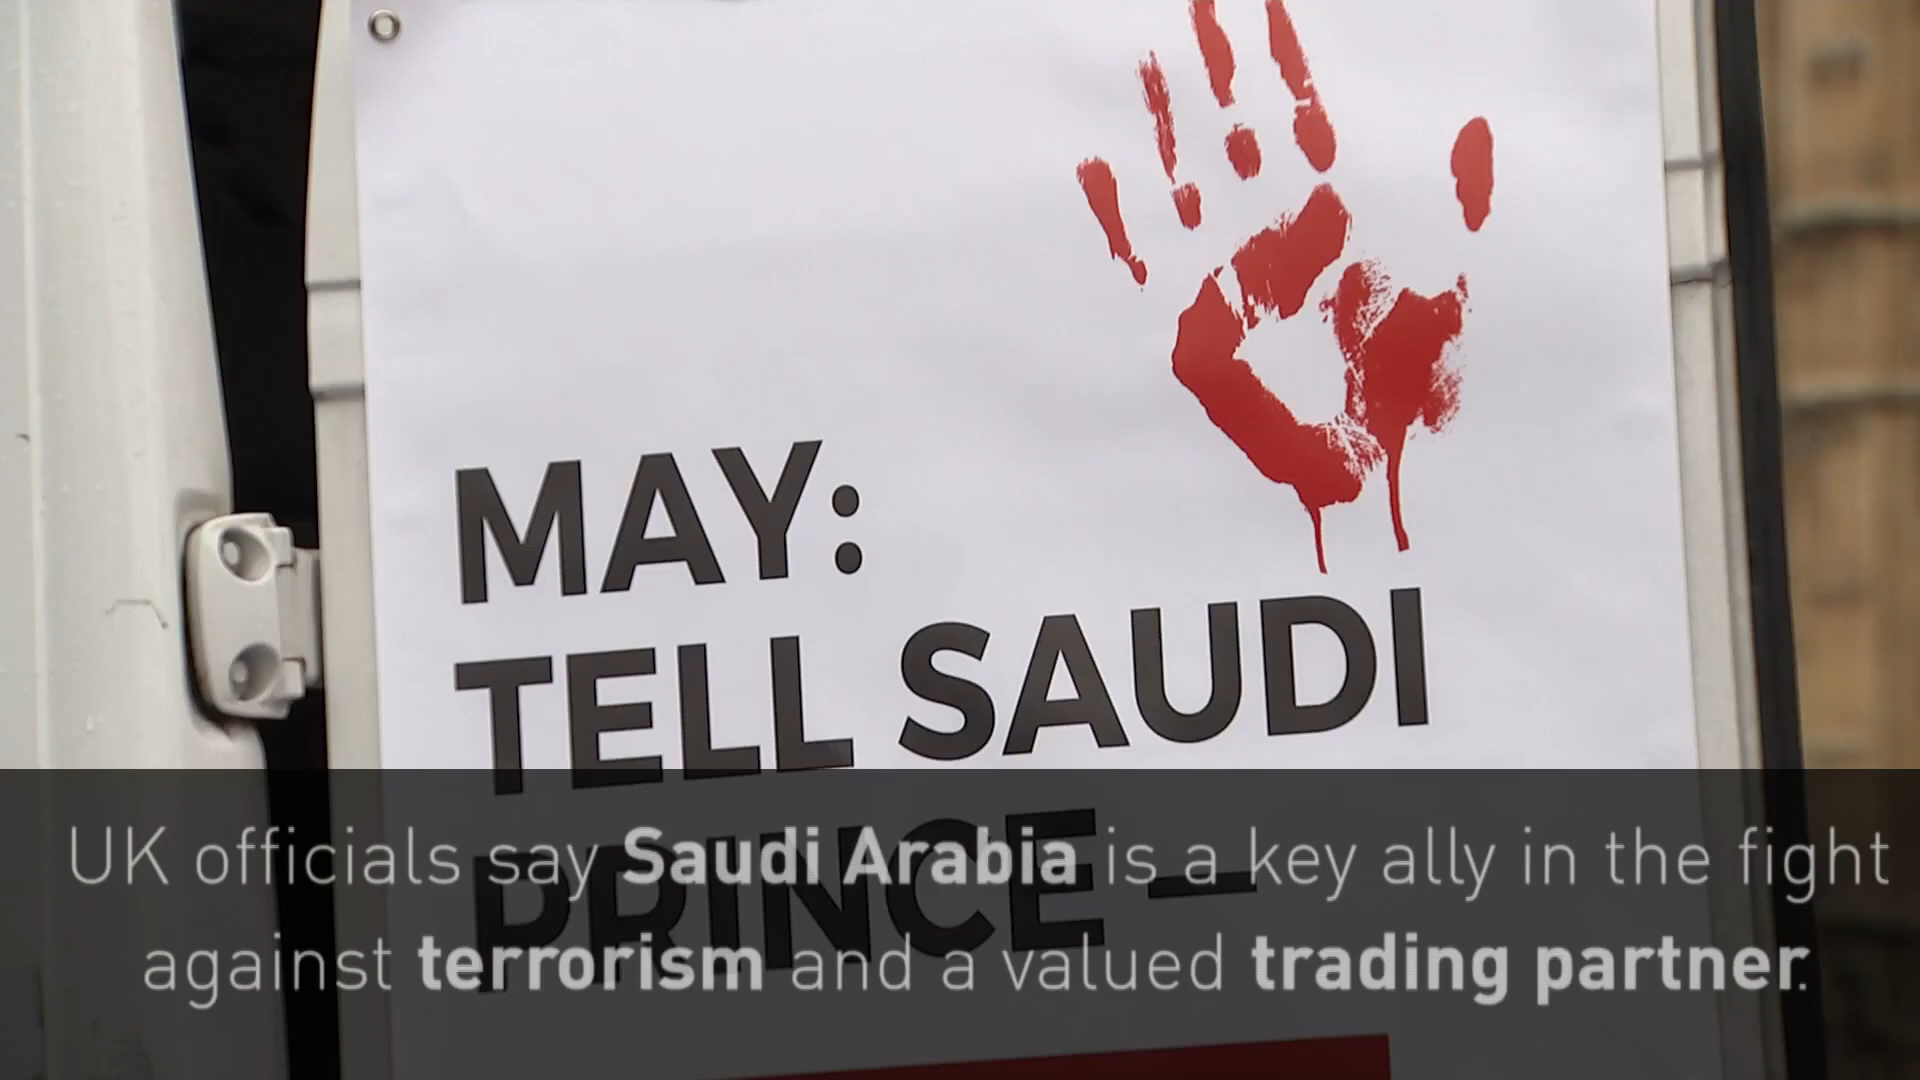 MAY:
TELL SAUDI
PRINCE —
UK officials say Saudi Arabia is a key ally in the fight
against terrorism and a valued trading partner.